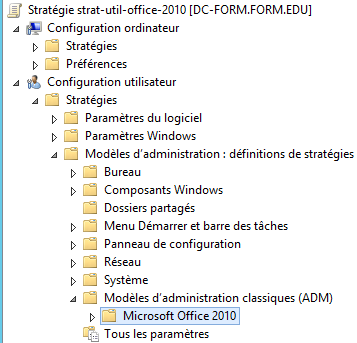 Stratégie strat-util-office-2010 [DC-FORM.FORM.EDU]
Configuration ordinateur
Stratégies
Préférences
Configuration utilisateur
Stratégies
Paramètres du logiciel
Paramètres Windows
Modèles d'administration : définitions de stratégies
Bureau
Composants Windows
Dossiers partagés
Menu Démarrer et barre des tâches
Panneau de configuration
Réseau
Système
Modèles d'administration classiques (ADM)
Microsoft Office 2010
Tous les paramètres